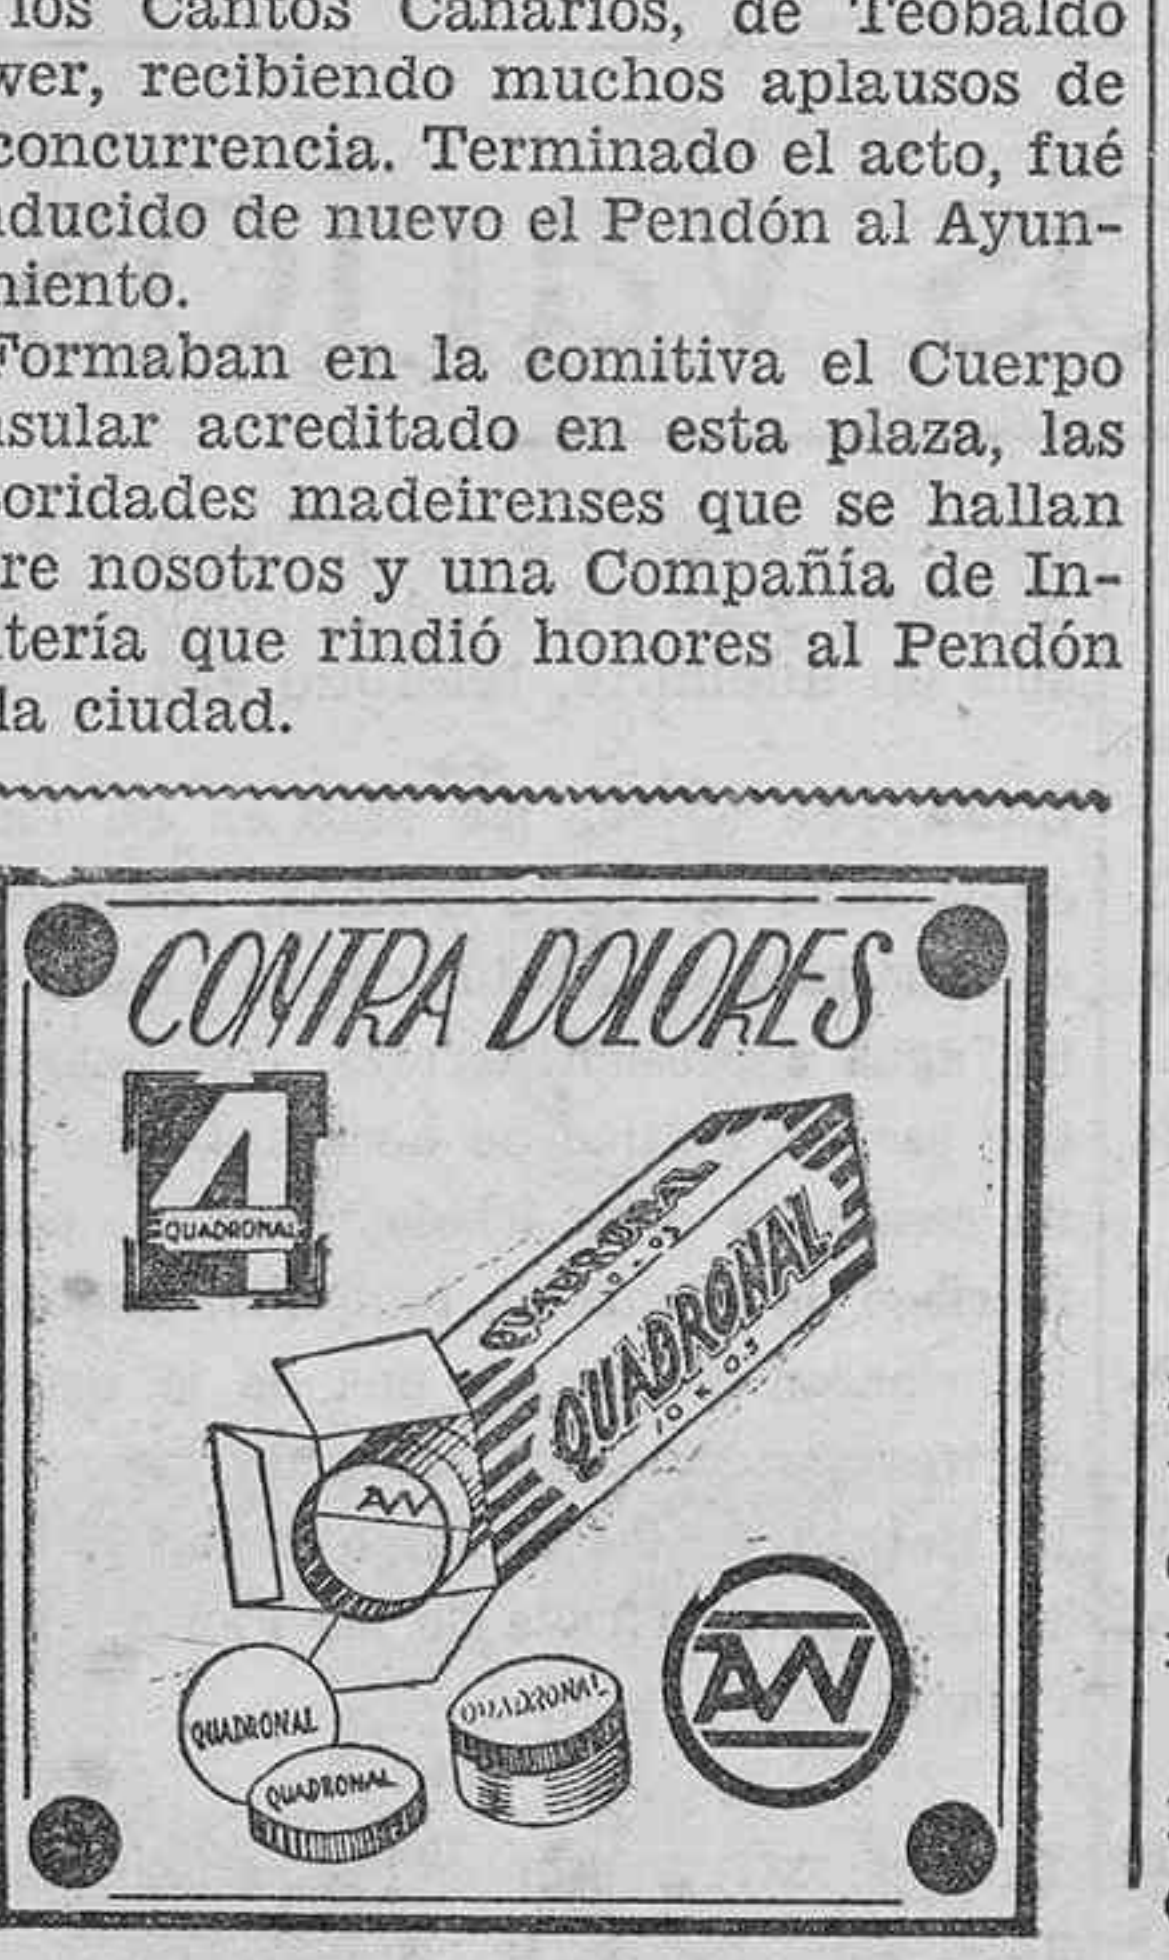 los Cantos Canarios, de Teobaldo
wer, recibiendo muchos aplausos de
concurrencia. Terminado el acto, fué
nducido de nuevo el Pendón al Ayun-
miento.
Formaban en la comitiva el Cuerpo
nsular acreditado en esta plaza, las
oridades madeirenses que se hallan
re nosotros y una Compañía de In-
tería que rindió honores al Pendón
la ciudad.
CONTRA DOLORES
4
QUADRONAL
QUADRONAL
QUADRONAL
10 x 0.5
AW
AW
QUADRONAL
QUADRONAL
QUADRONAL